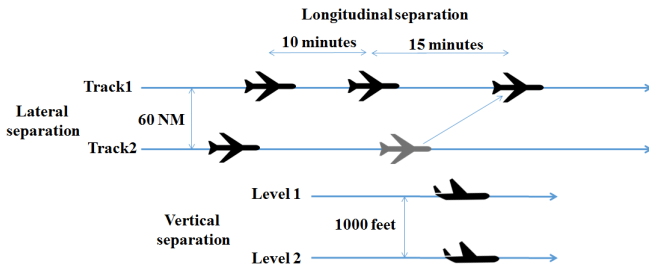 Longitudinal separation
10 minutes
15 minutes
Track1
Lateral
separation
60 NM
Track2
Level 1
Vertical
separation
1000 feet
Level 2